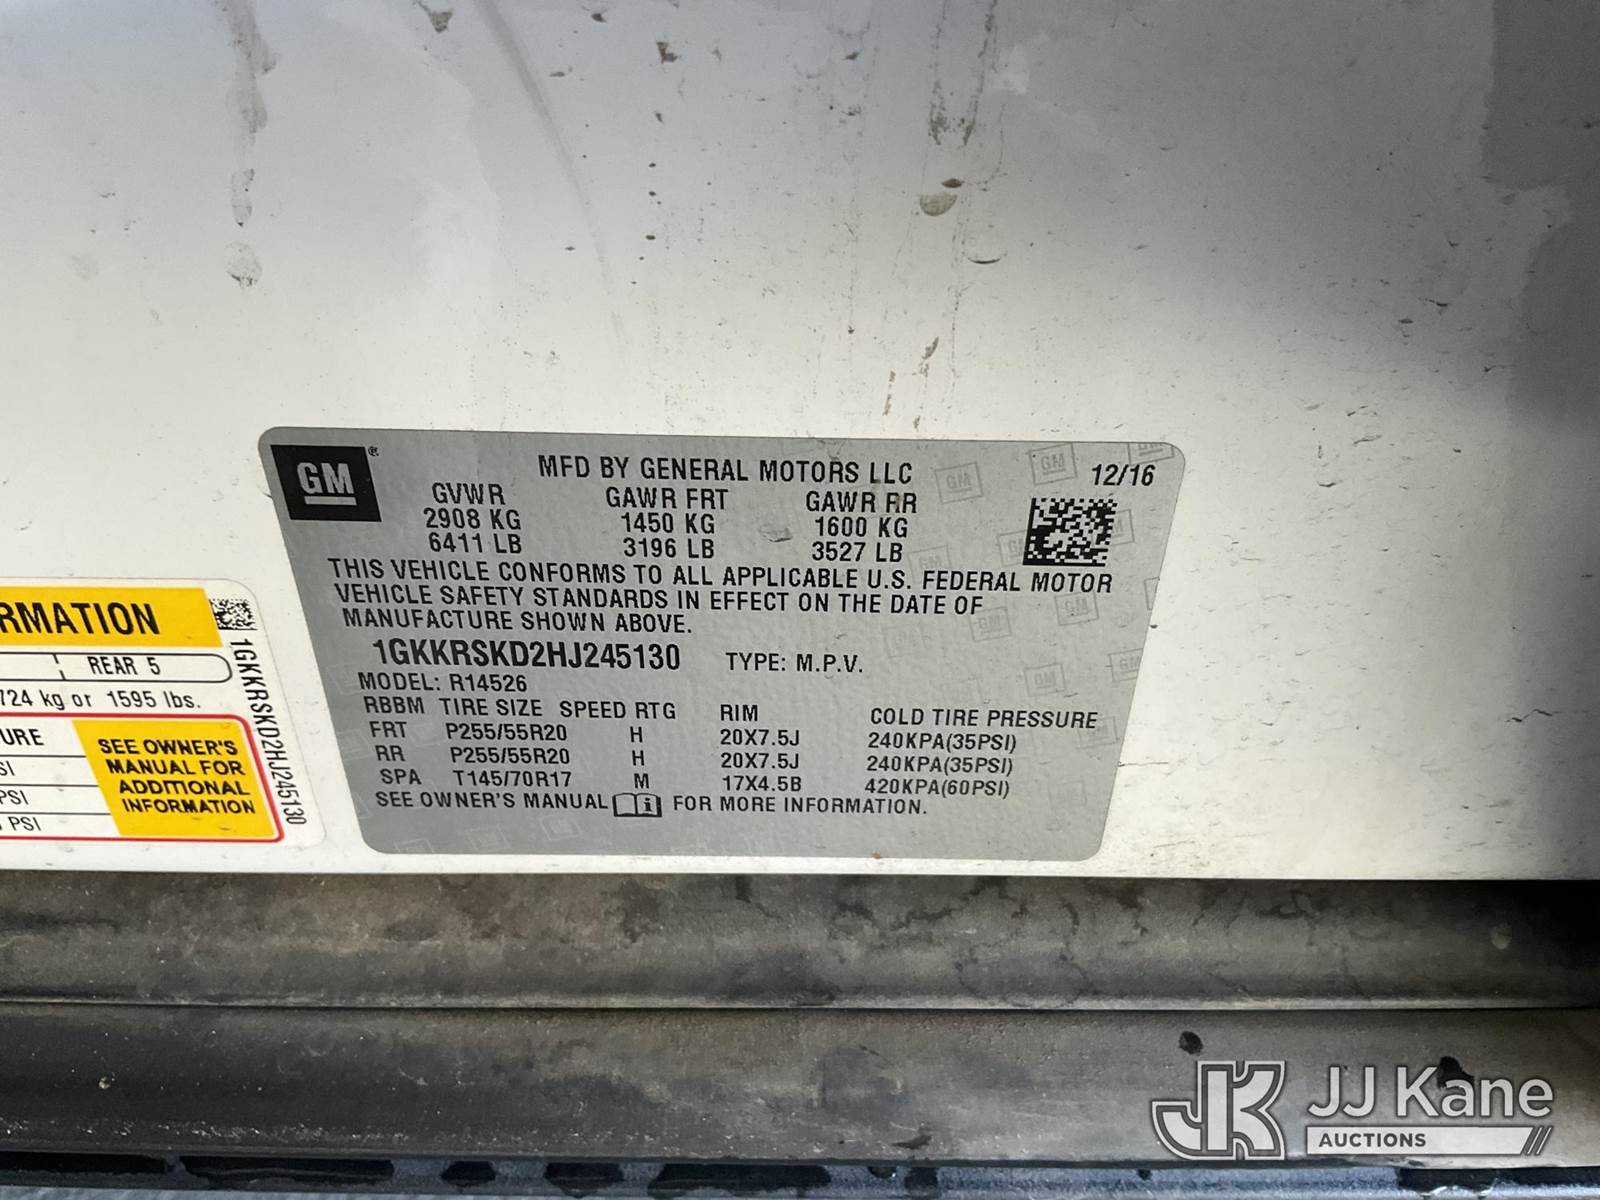 GM
MFD BY GENERAL MOTORS LLC 12/16
GVWR GAWR FRT GAWR RR
2908 KG 1450 KG 1600 KG
6411 LB 3196 LB 3527 LB
THIS VEHICLE CONFORMS TO ALL APPLICABLE U.S. FEDERAL MOTOR
VEHICLE SAFETY STANDARDS IN EFFECT ON THE DATE OF
MANUFACTURE SHOWN ABOVE.
1GKKRSKD2HJ245130 TYPE: M.P.V.
MODEL: R14526
RBBM TIRE SIZE SPEED RTG RIM COLD TIRE PRESSURE
FRT P255/55R20 H 20X7.5J 240KPA(35PSI)
RR P255/55R20 H 20X7.5J 240KPA(35PSI)
SPA T145/70R17 M 17X4.5B 420KPA(60PSI)
SEE OWNER'S MANUAL FOR MORE INFORMATION.
RMATION
REAR 5
724 kg or 1595 lbs.
URE
SI
PSI
PSI
SEE OWNER'S
MANUAL FOR
ADDITIONAL
INFORMATION
1GKKRSKD2HJ245130
JJ Kane
AUCTIONS